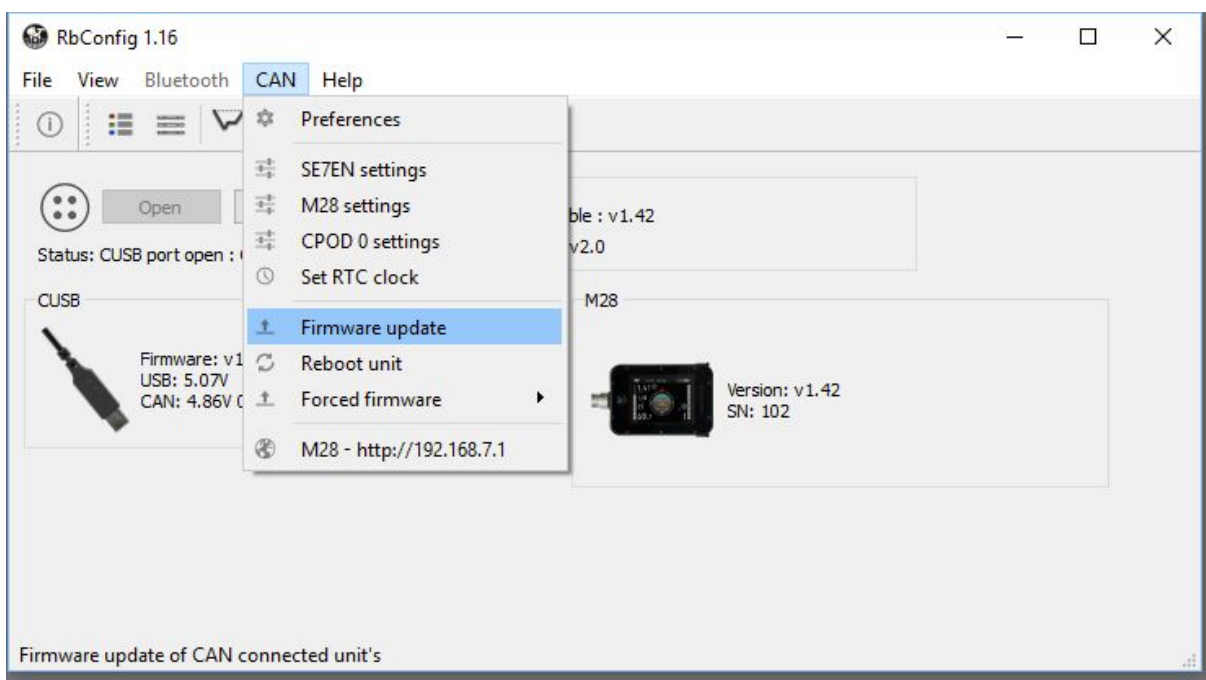 RbConfig 1.16
File View Bluetooth CAN Help
Preferences
SE7EN settings
M28 settings
CPOD 0 settings
Set RTC clock
Firmware update
Reboot unit
Forced firmware
M28 - http://192.168.7.1
Open
: v1.42
v2.0
Status: CUSB port open :
CUSB
Firmware: v1
USB: 5.07V
CAN: 4.86V
M28
Version: v1.42
SN: 102
Firmware update of CAN connected unit's